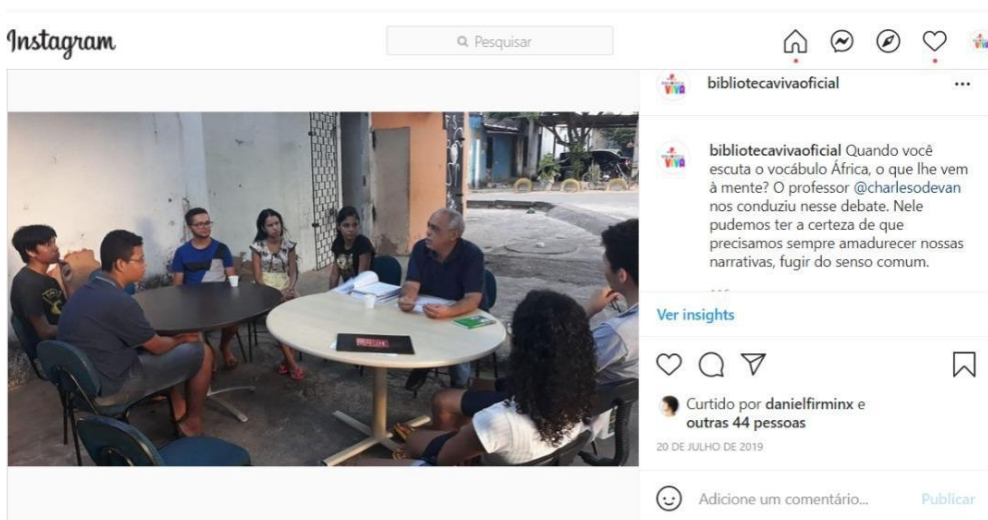 Instagram
Pesquisar
bibliotecavivaoficial
bibliotecavivaoficial Quando você
escuta o vocábulo África, o que lhe vem
à mente? O professor @charlesodevan
nos conduziu nesse debate. Nele
pudemos ter a certeza de que
precisamos sempre amadurecer nossas
narrativas, fugir do senso comum.
Ver insights
Curtido por danielfirminx e
outras 44 pessoas
20 DE JULHO DE 2019
Adicione um comentário...
Publicar